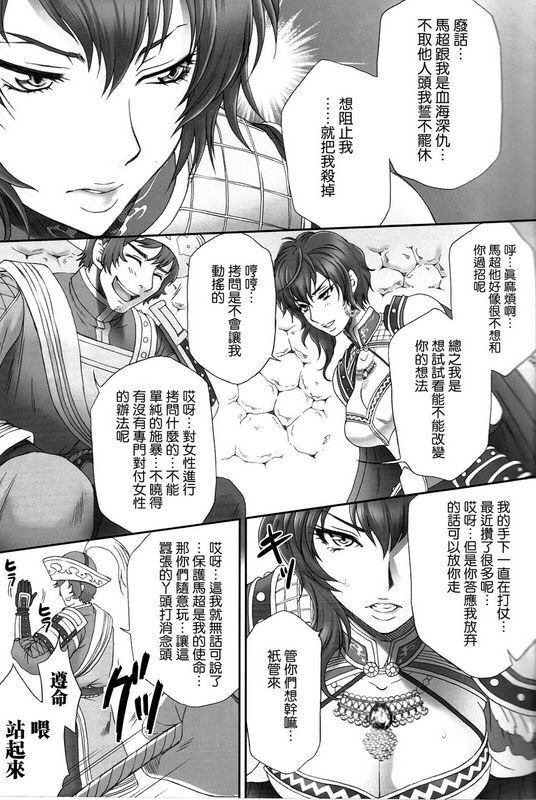 廢話…
馬超跟我是血海深仇…
不取他人頭我誓不罷休
想阻止我
……就把我殺掉
呼…真麻煩啊…
馬超他好像很不想和
你過招呢
總之我是
想試試看能不能改變
你的想法
哼哼…
拷問是不會讓我
動搖的
哎呀…對女性進行
拷問什麼的…不能
單純的施暴…不曉得
有沒有專門對付女性
的辦法呢
我的手下一直在打仗…
最近攢了很多呢…
哎呀…但是你答應我放棄
的話可以放你走
管你們想幹嘛…
衹管來
哎呀…這我就無話可說了
…保護馬超是我的使命…
那你們隨意玩…讓這
囂張的丫頭打消念頭
遵命
喂
站起來